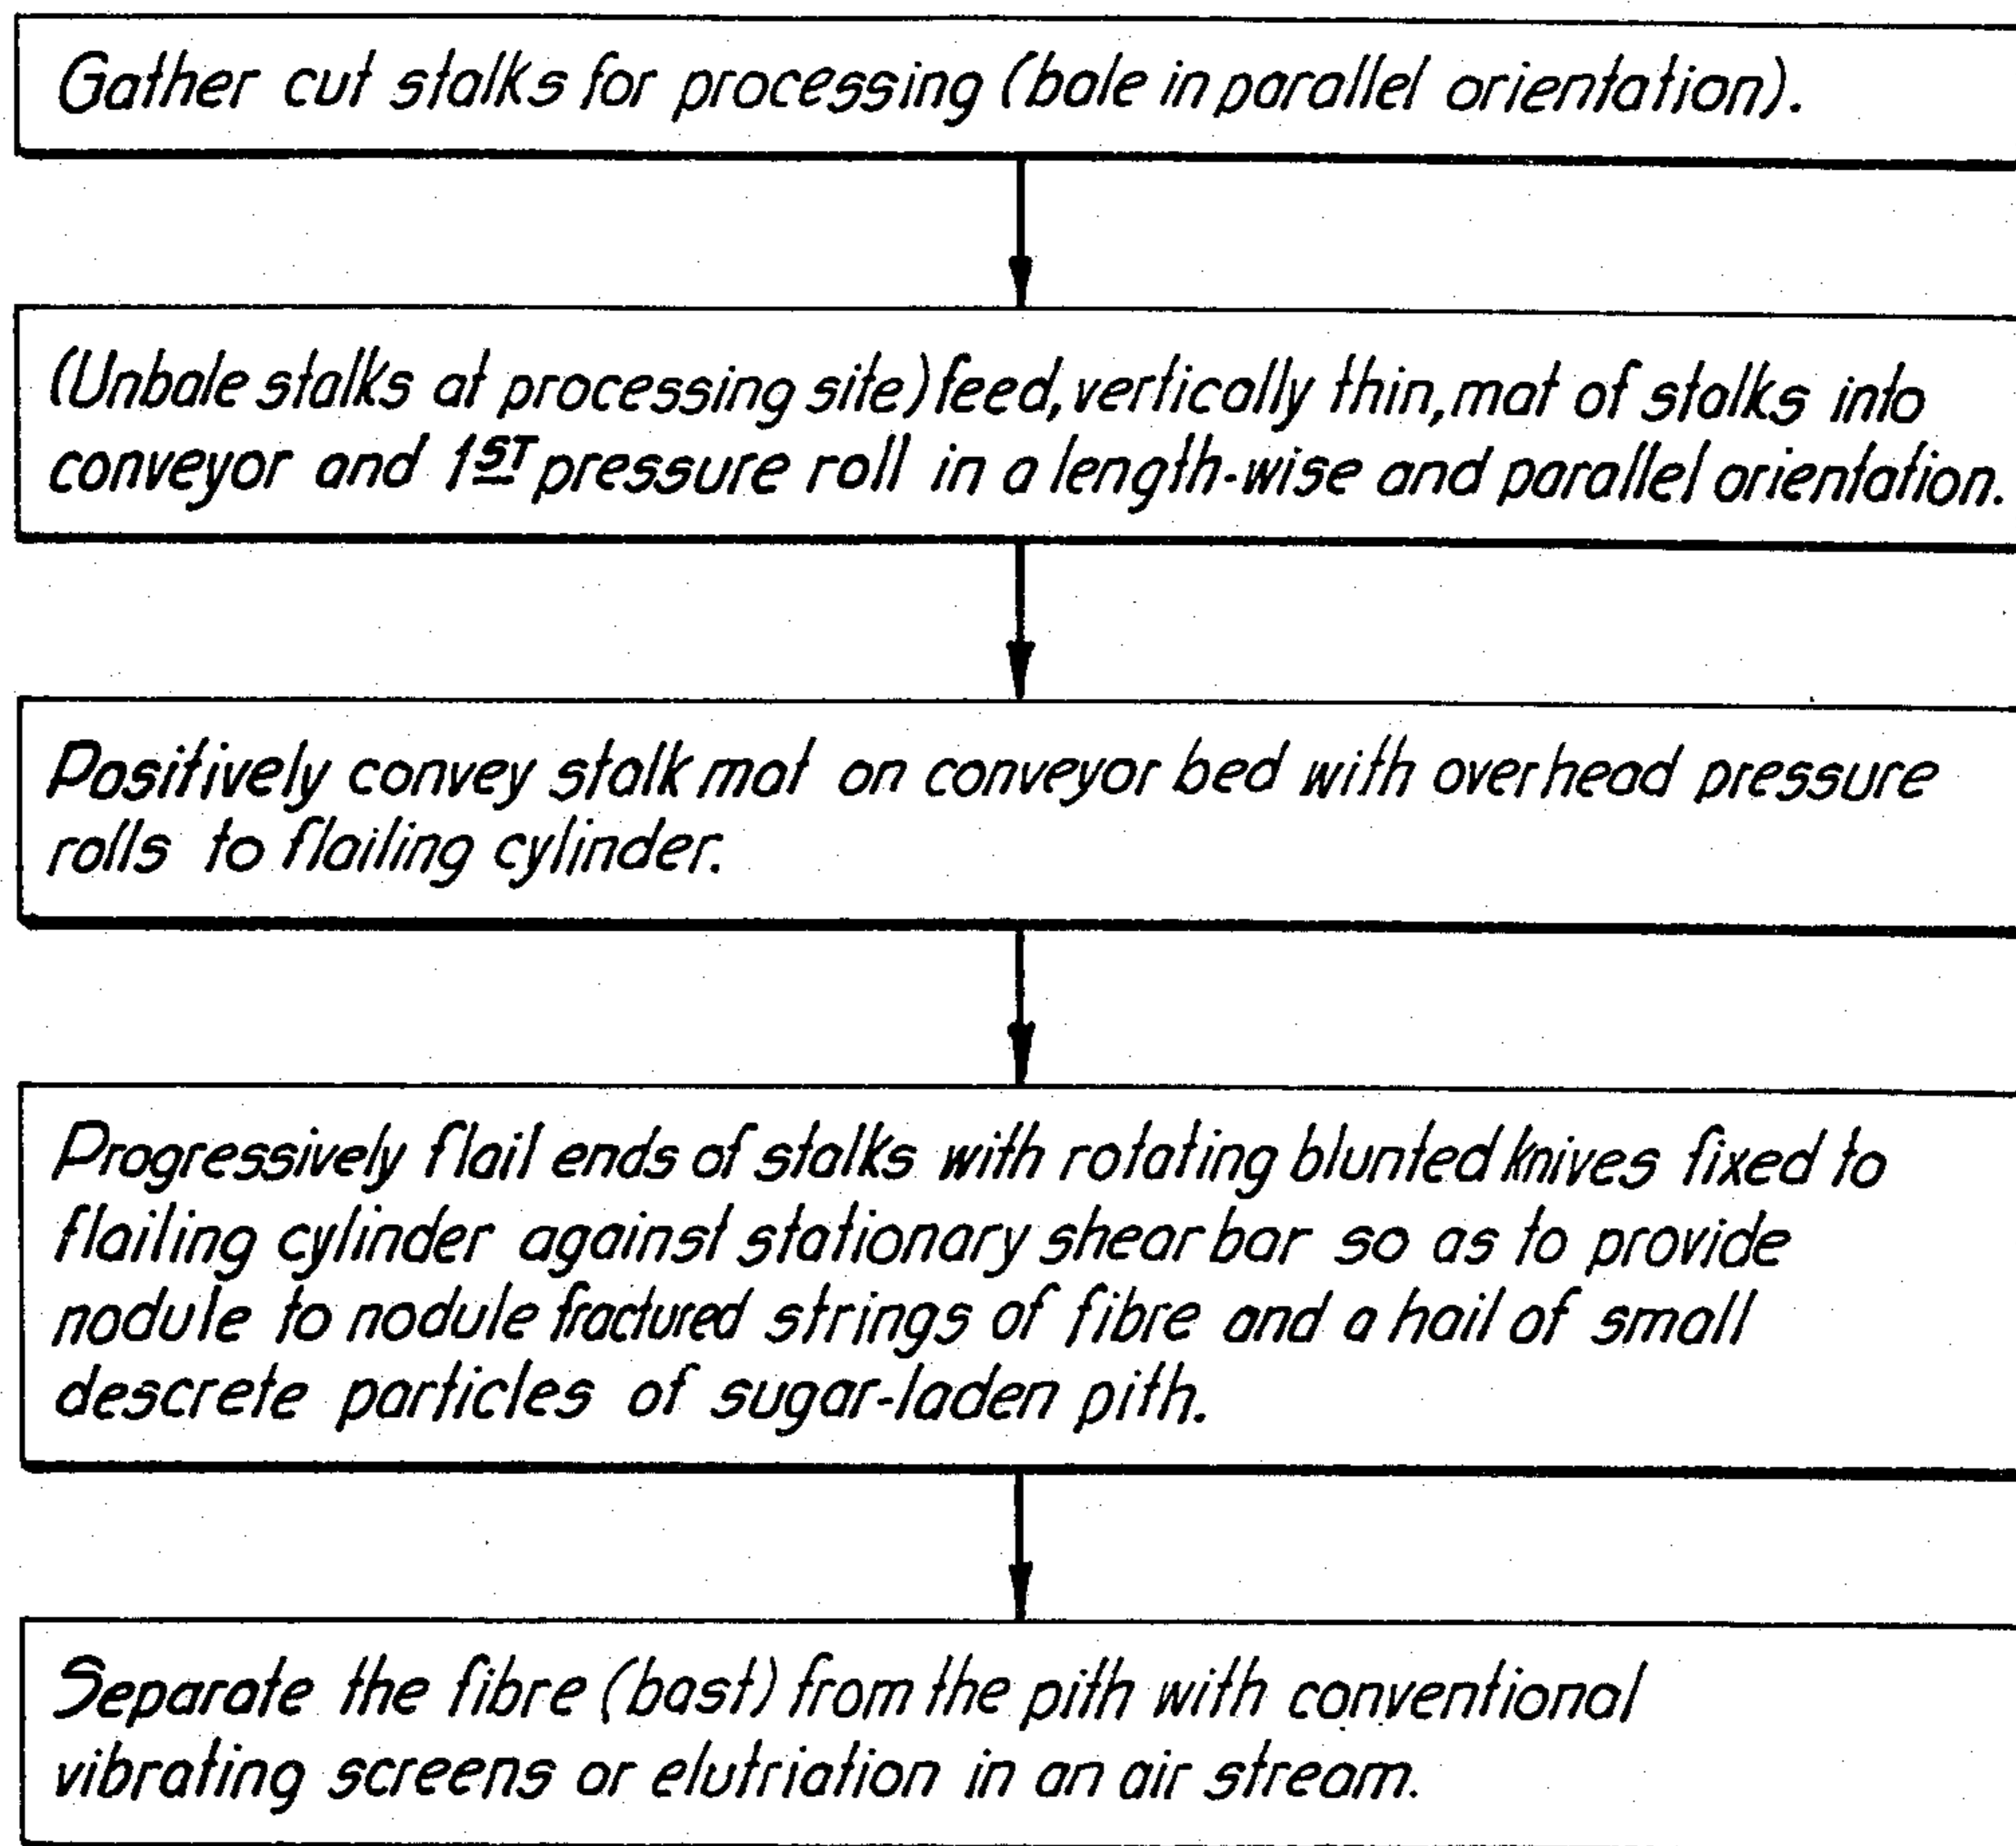 Gather cut stalks for processing (bale in parallel orientation).
(Unbale stalks at processing site) feed, vertically thin, mat of stalks into
conveyor and 1ST pressure roll in a length-wise and parallel orientation.
Positively convey stalk mat on conveyor bed with overhead pressure
rolls to flailing cylinder.
Progressively flail ends of stalks with rotating blunted knives fixed to
flailing cylinder against stationary shear bar so as to provide
nodule to nodule fractured strings of fibre and a hail of small
descrete particles of sugar-laden pith.
Separate the fibre (bast) from the pith with conventional
vibrating screens or elutriation in an air stream.